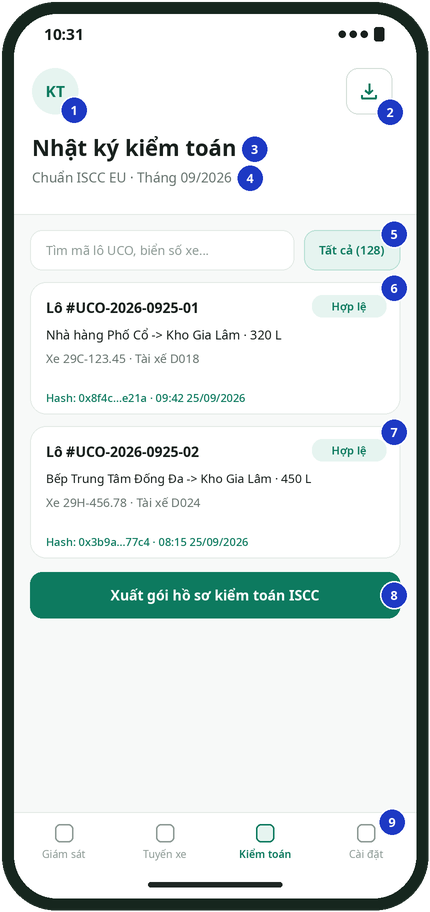 10:31
KT
1
2
Nhật ký kiểm toán 3
Chuẩn ISCC EU · Tháng 09/2026 4
5
Tìm mã lô UCO, biển số xe...
Tất cả (128)
6
Lô #UCO-2026-0925-01
Hợp lệ
Nhà hàng Phố Cổ -> Kho Gia Lâm · 320 L
Xe 29C-123.45 · Tài xế D018
Hash: 0x8f4c...e21a · 09:42 25/09/2026
7
Lô #UCO-2026-0925-02
Hợp lệ
Bếp Trung Tâm Đống Đa -> Kho Gia Lâm · 450 L
Xe 29H-456.78 · Tài xế D024
Hash: 0x3b9a...77c4 · 08:15 25/09/2026
Xuất gói hồ sơ kiểm toán ISCC 8
9
Giám sát
Tuyến xe
Kiểm toán
Cài đặt